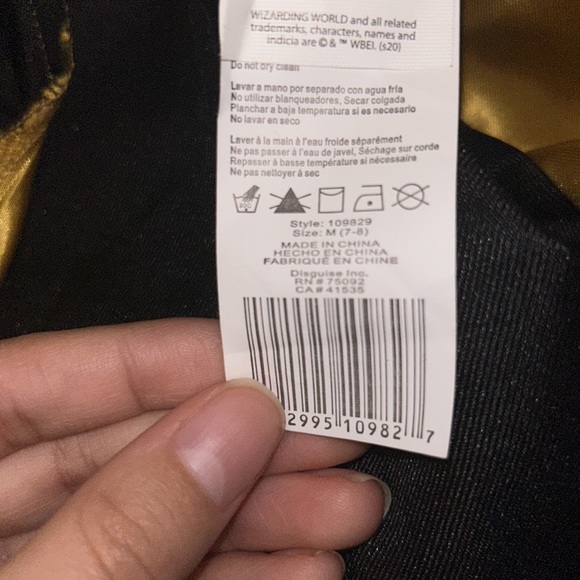 WIZARDING WORLD and all related
trademarks, characters, names and
indicia are © & ™ WBEI. (s20)
Do not dry clean
Lavar a mano por separado con agua fría
No utilizar blanqueadores, Secar colgada
Planchar a baja temperatura si es necesario
No lavar en seco
Laver à la main à l'eau froide séparément
Ne pas passer à l'eau de javel, Séchage sur corde
Repasser à basse température si nécessaire
Ne pas nettoyer à sec
Style: 109829
Size: M (7-8)
MADE IN CHINA
HECHO EN CHINA
FABRIQUÉ EN CHINE
Disguise Inc.
RN # 75092
CA # 41535
2995 10982 7